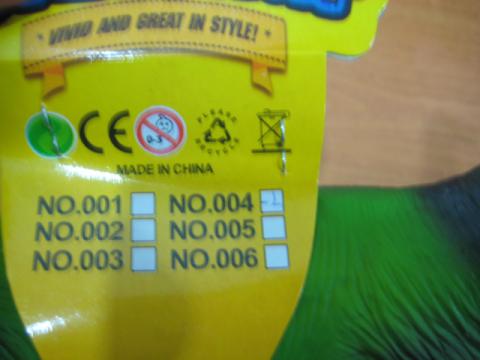 VIVID AND GREAT IN STYLE!
CE 0-3 PLEASE RECYCLE
MADE IN CHINA
NO.001 NO.004 -1
NO.002 NO.005
NO.003 NO.006